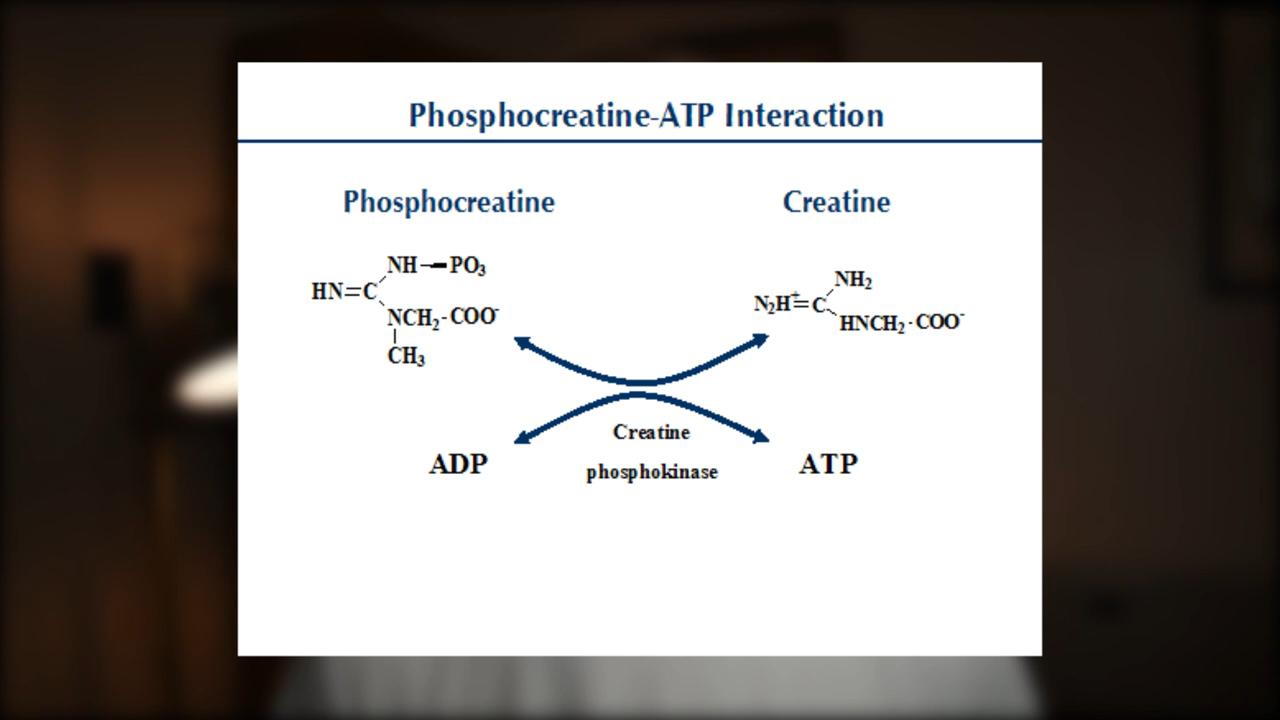 Phosphocreatine-ATP Interaction
Phosphocreatine
Creatine
NH—PO₃
HN=C
NCH₂-COO⁻
CH₃
NH₂
N₂H⁺=C
HNCH₂-COO⁻
Creatine
phosphokinase
ADP
ATP